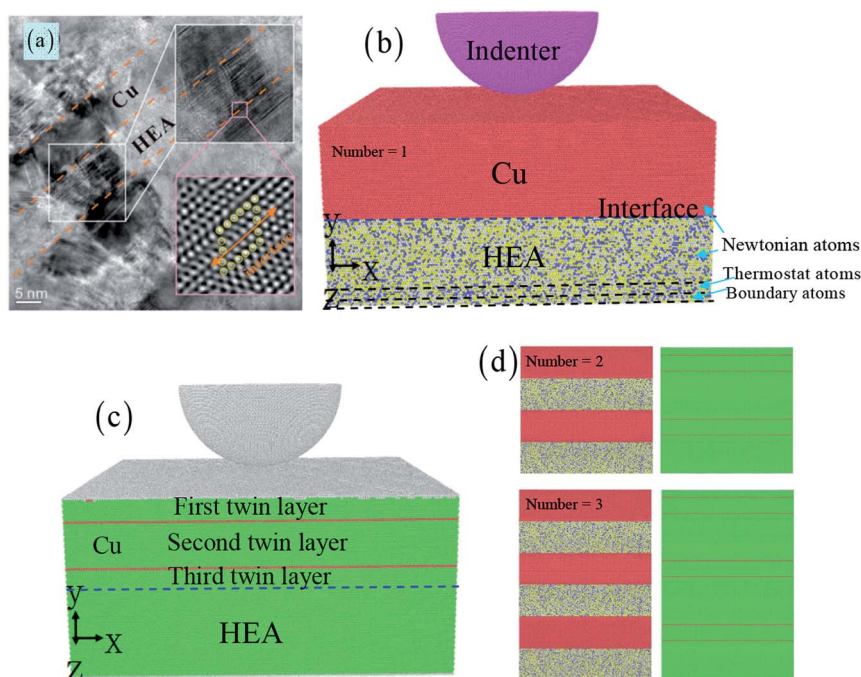 (a)
Cu
HEA
Interface
5 nm
(b)
Indenter
Number = 1
Cu
Interface
Newtonian atoms
HEA
Thermostat atoms
Boundary atoms
y
X
Z
(c)
First twin layer
Cu
Second twin layer
Third twin layer
HEA
y
X
Z
(d)
Number = 2
Number = 3